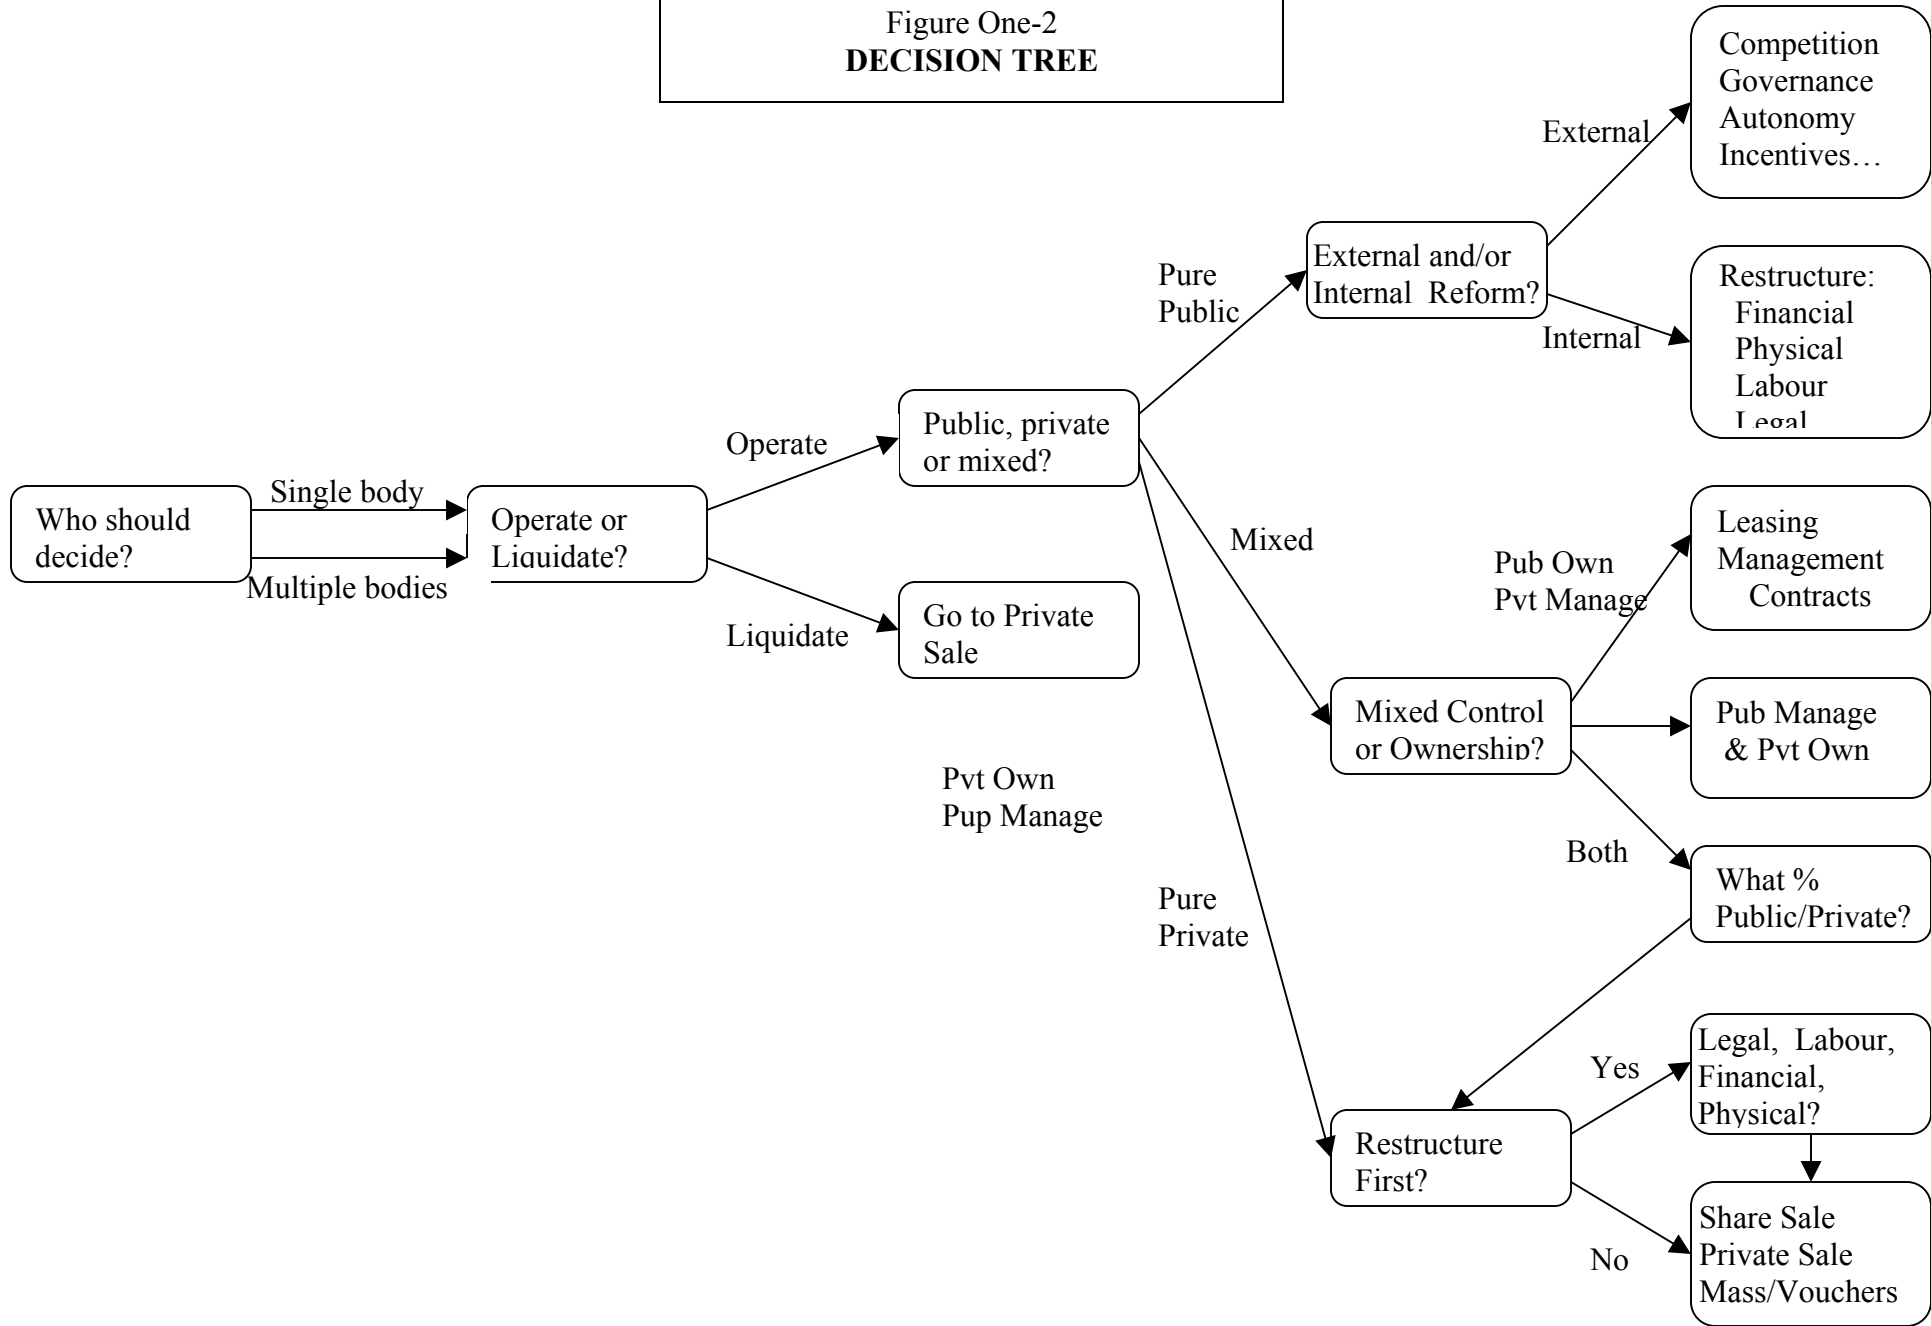 Figure One-2
DECISION TREE
Competition
Governance
Autonomy
Incentives…
External
External and/or
Internal Reform?
Pure
Public
Internal
Restructure:
Financial
Physical
Labour
Legal
Public, private
or mixed?
Operate
Single body
Who should
decide?
Multiple bodies
Operate or
Liquidate?
Liquidate
Go to Private
Sale
Mixed
Pub Own
Pvt Manage
Leasing
Management
Contracts
Mixed Control
or Ownership?
Pub Manage
& Pvt Own
Pvt Own
Pup Manage
Both
What %
Public/Private?
Pure
Private
Yes
Legal, Labour,
Financial,
Physical?
Restructure
First?
No
Share Sale
Private Sale
Mass/Vouchers